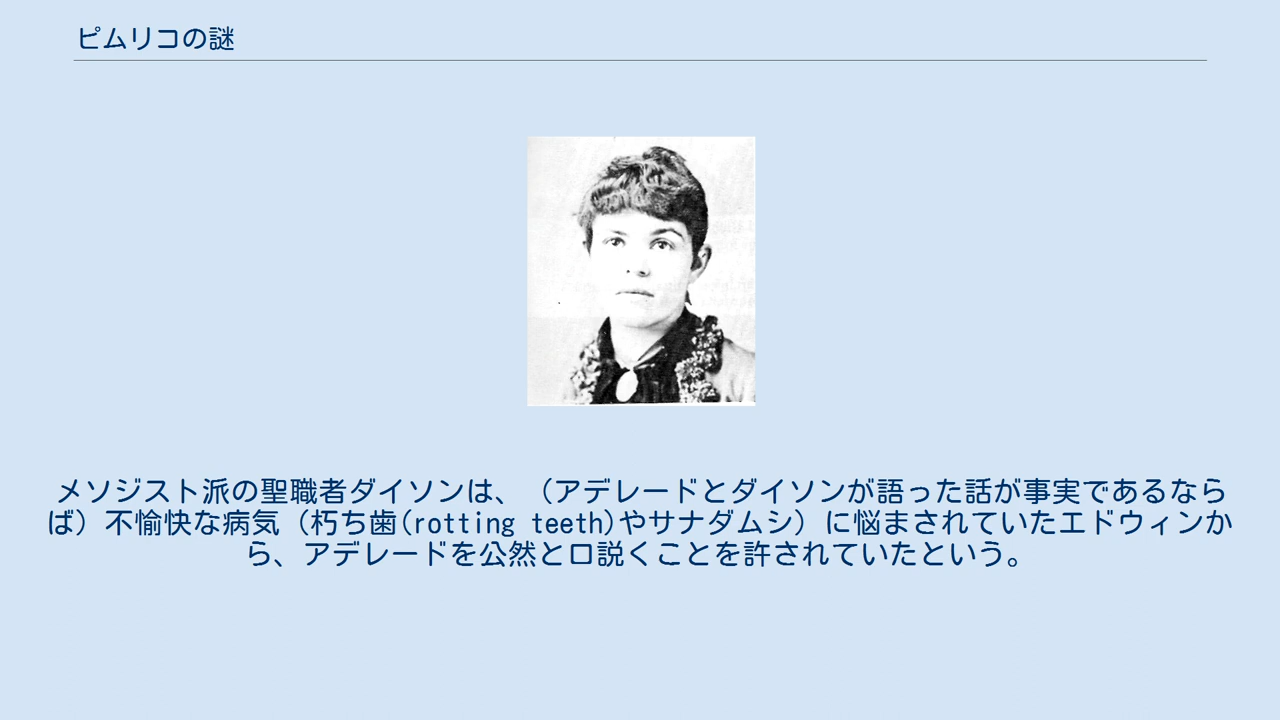 ピムリコの謎
メソジスト派の聖職者ダイソンは、（アデレードとダイソンが語った話が事実であるなら
ば）不愉快な病気（朽ち歯(rotting teeth)やサナダムシ）に悩まされていたエドウィンか
ら、アデレードを公然と口説くことを許されていたという。